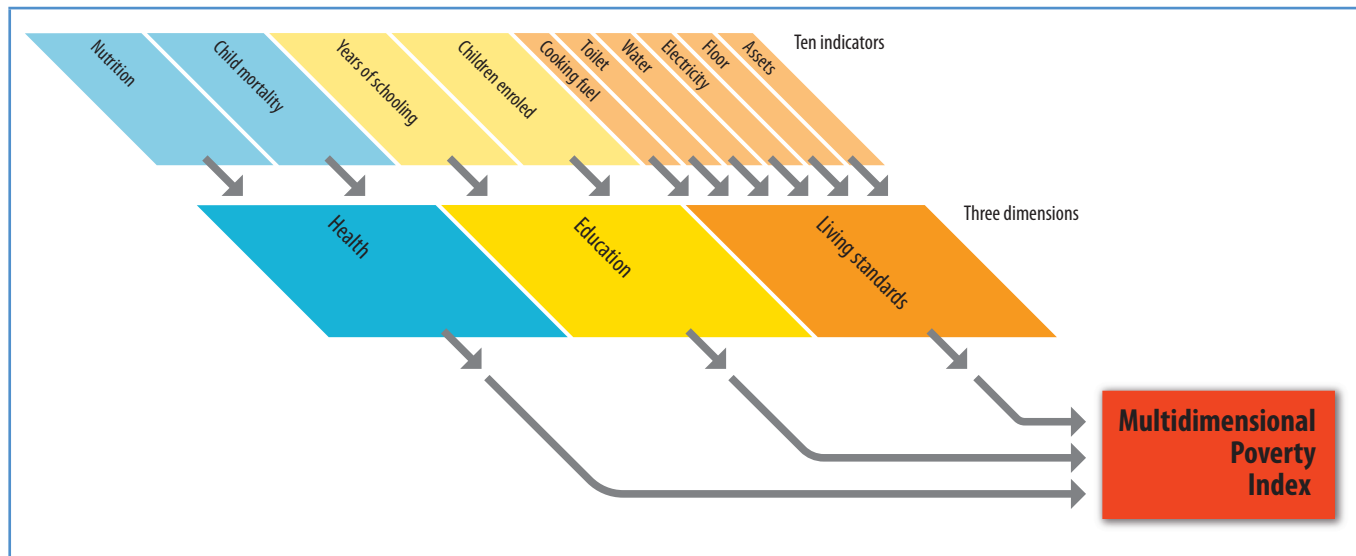 Nutrition
Child mortality
Years of schooling
Children enroled
Cooking fuel
Toilet
Water
Electricity
Floor
Assets
Ten indicators
Health
Education
Living standards
Three dimensions
Multidimensional
Poverty
Index